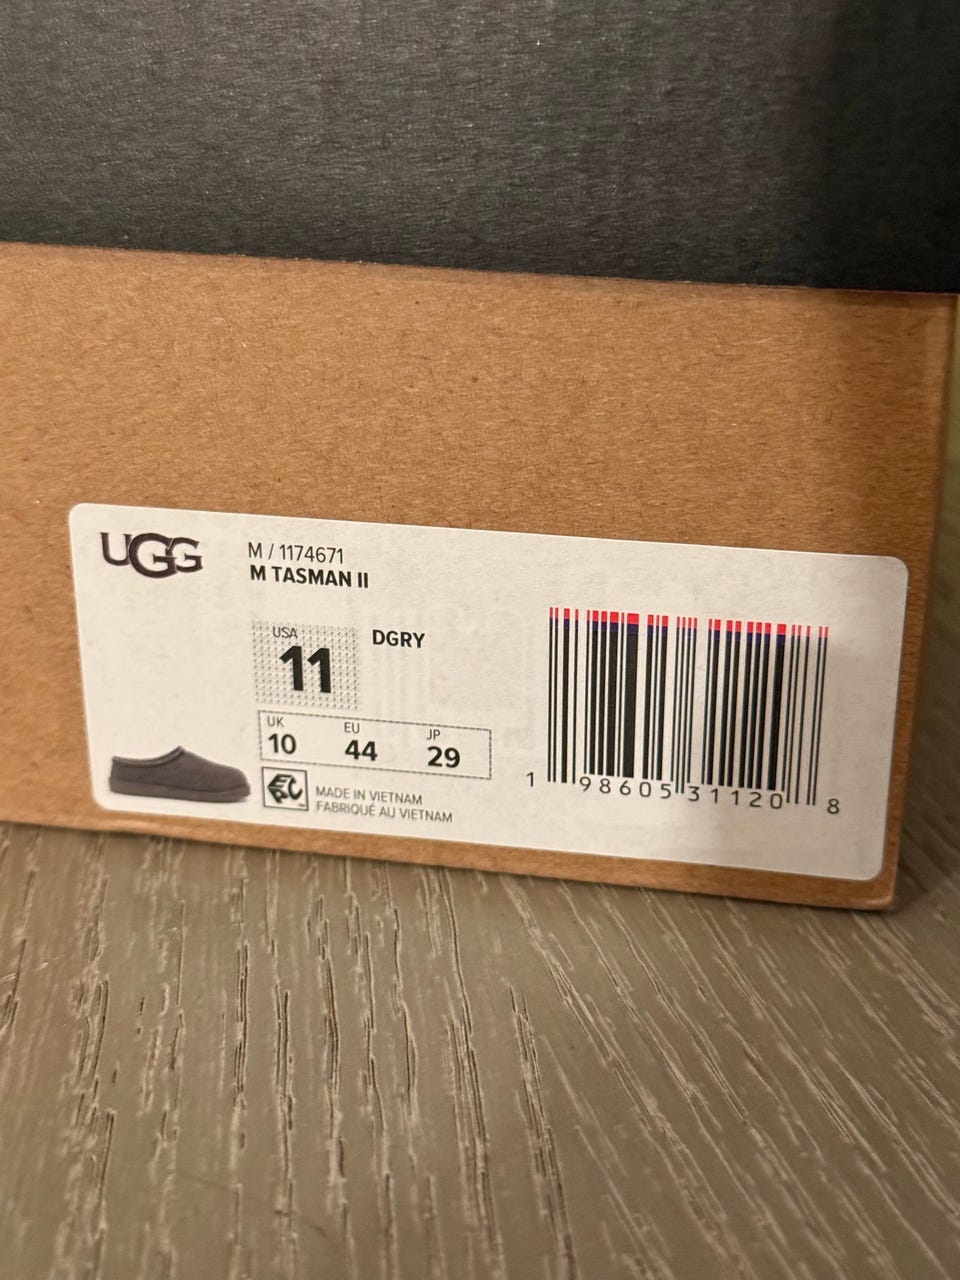 UGG
M / 1174671
M TASMAN II
USA
11
DGRY
UK EU JP
10 44 29
MADE IN VIETNAM
FABRIQUÉ AU VIETNAM
1 98605 31120 8